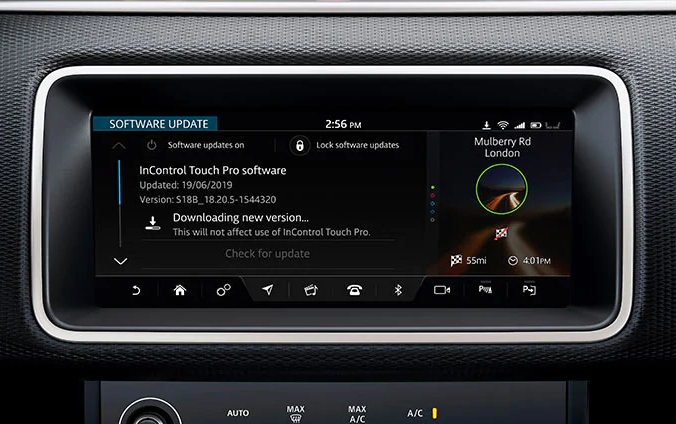 SOFTWARE UPDATE
2:56 PM
Software updates on
Lock software updates
InControl Touch Pro software
Updated: 19/06/2019
Version: S18B_18.20.5-1544320
Downloading new version...
This will not affect use of InControl Touch Pro.
Check for update
Mulberry Rd
London
55mi
4:01PM
AUTO
MAX
MAX
A/C
A/C